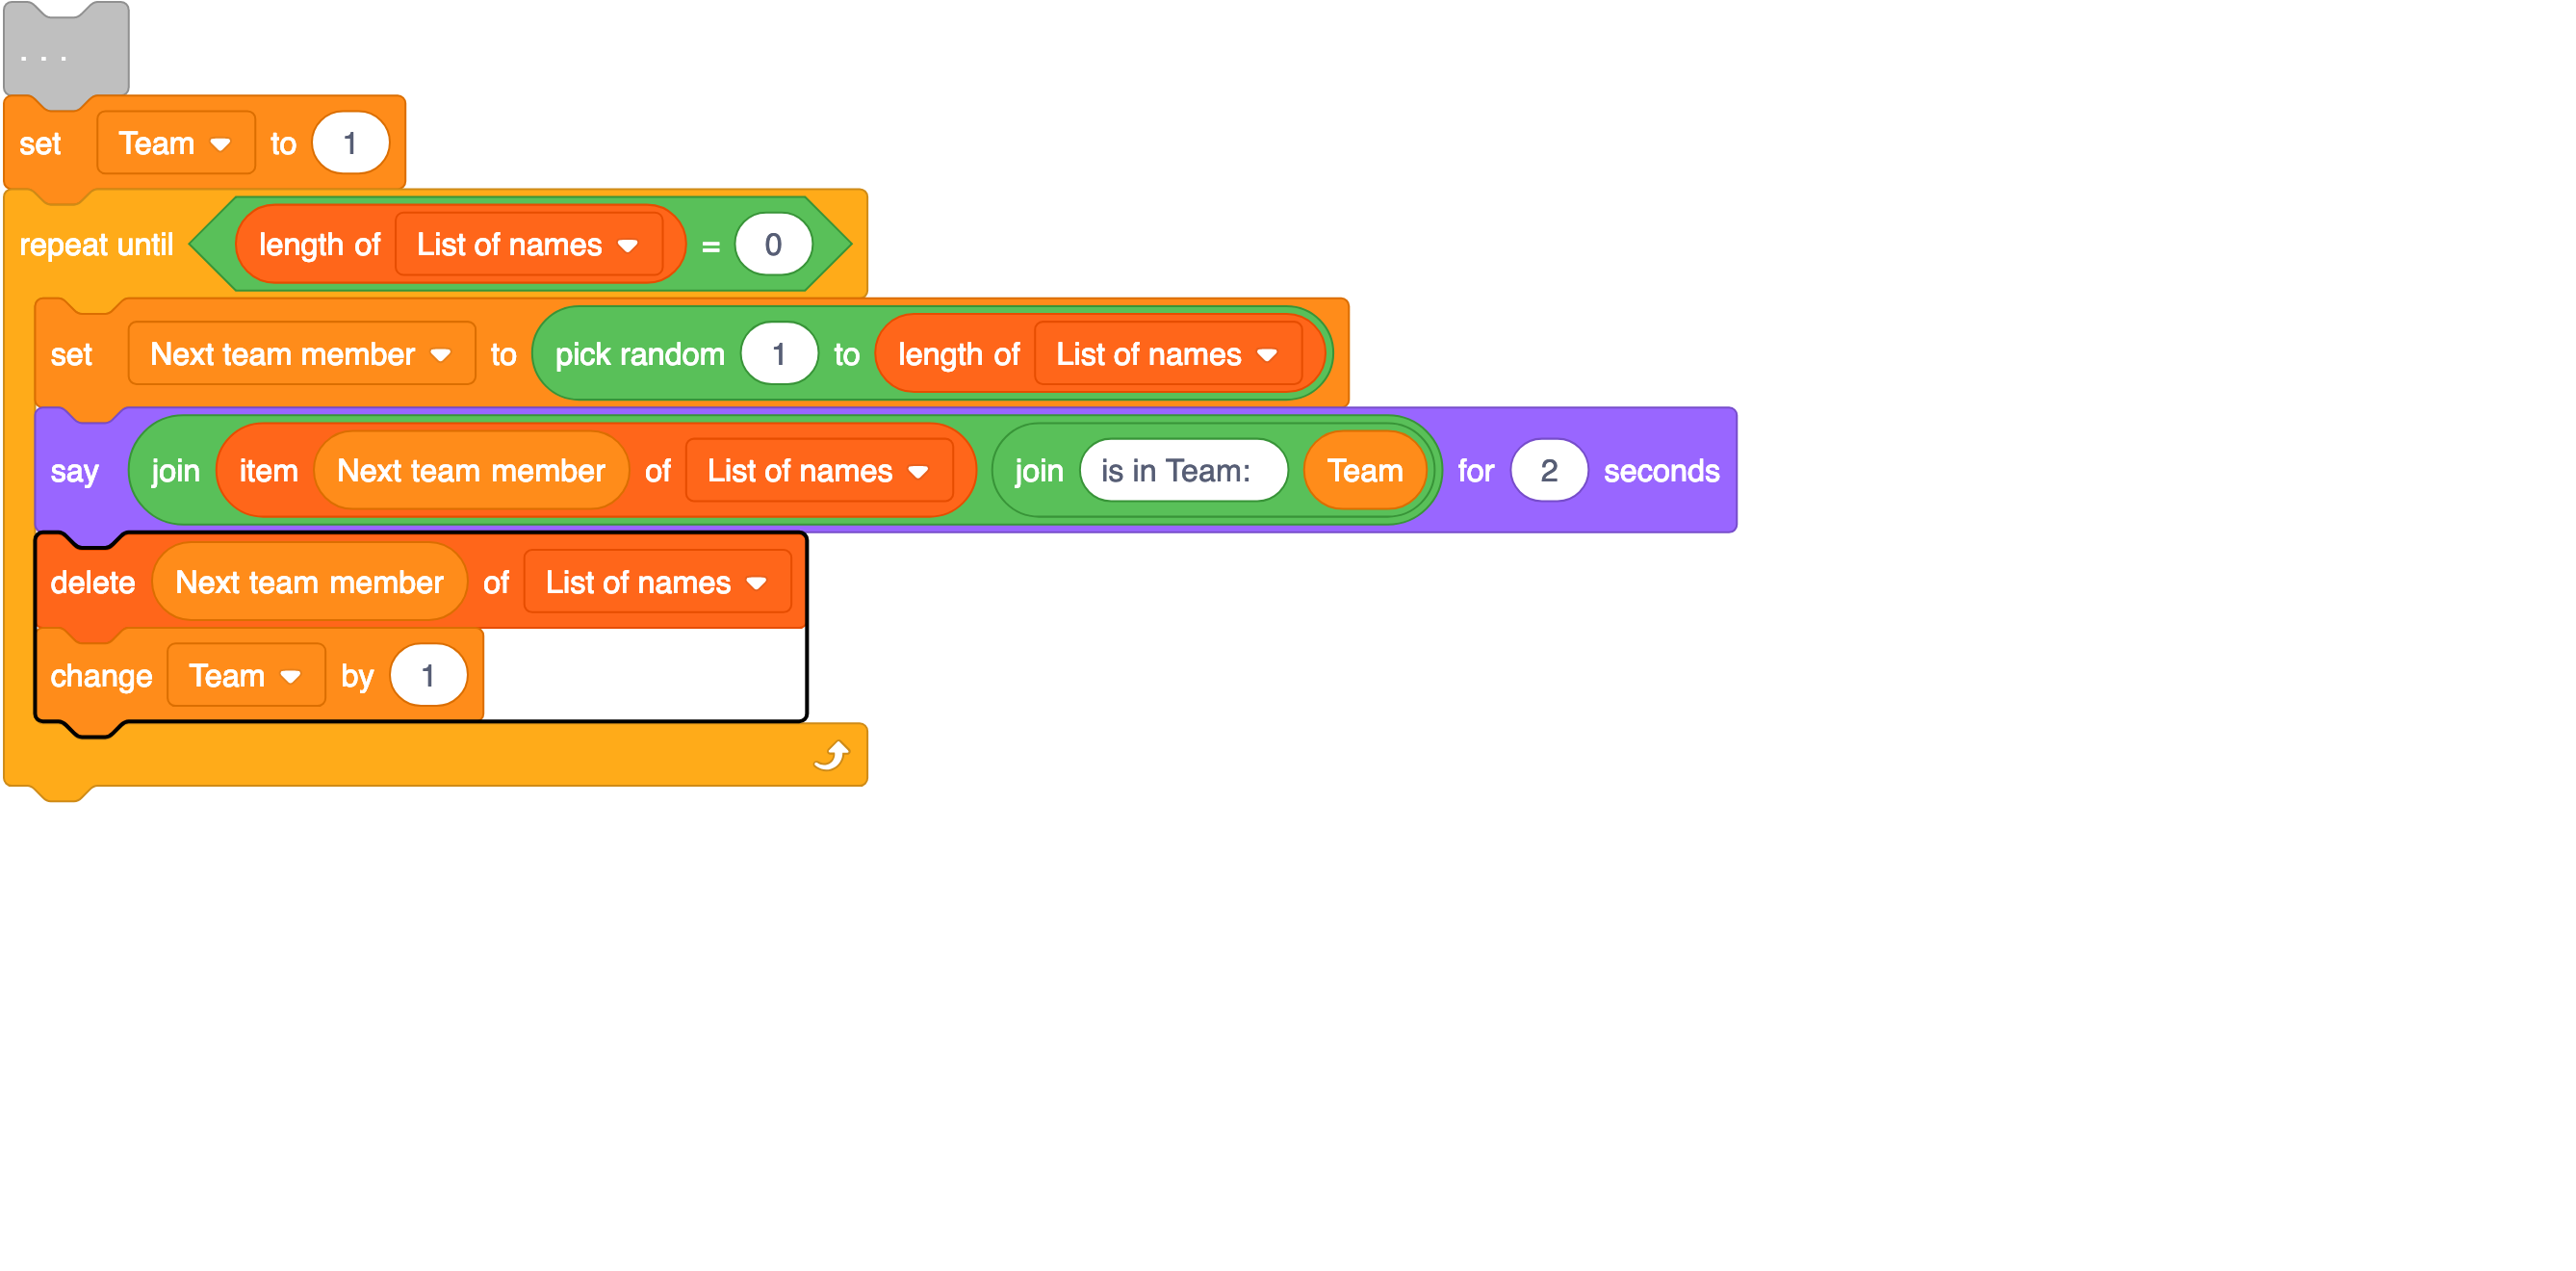 . . .
set Team to 1
repeat until length of List of names = 0
set Next team member to pick random 1 to length of List of names
say join item Next team member of List of names join is in Team: Team for 2 seconds
delete Next team member of List of names
change Team by 1